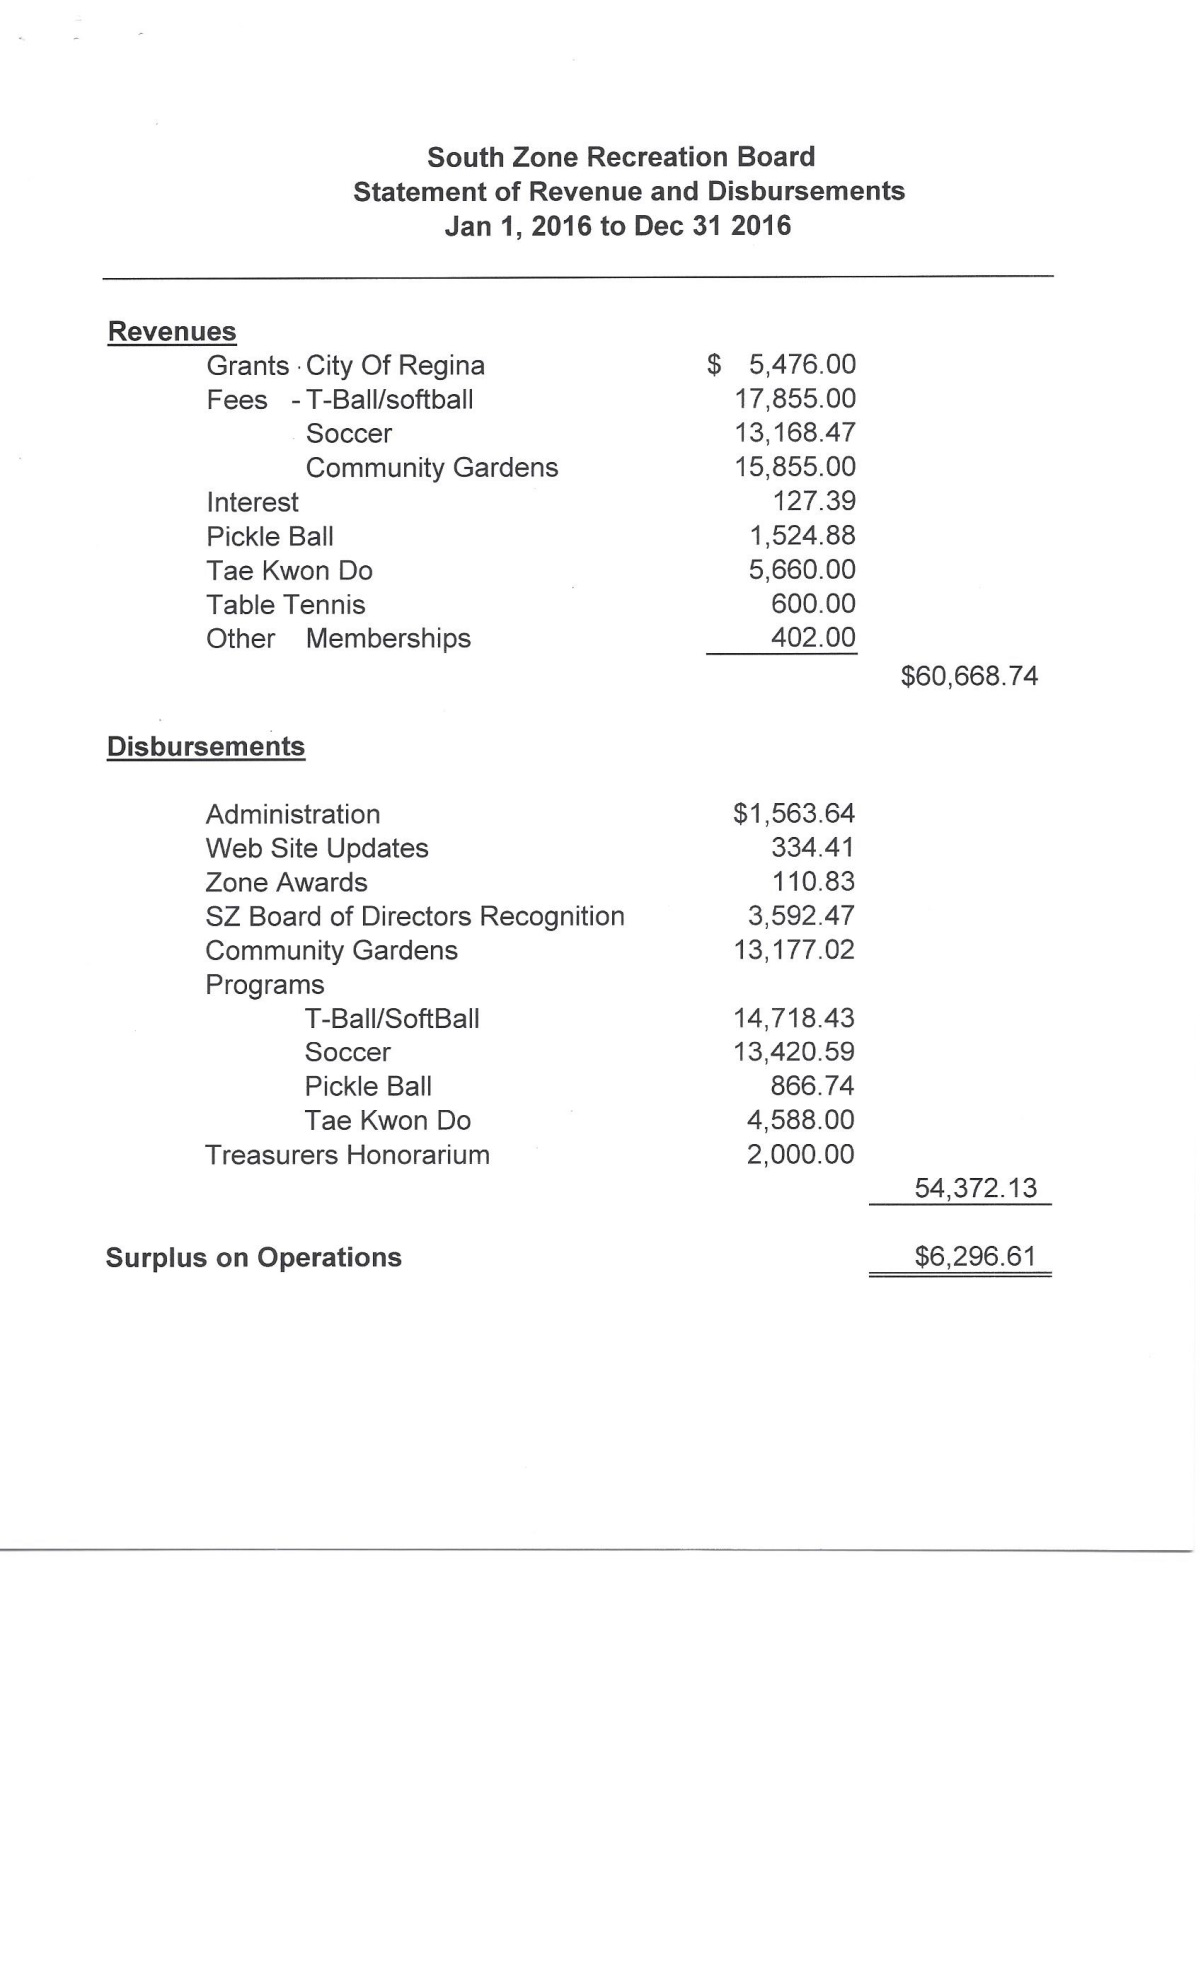 South Zone Recreation Board
Statement of Revenue and Disbursements
Jan 1, 2016 to Dec 31 2016
Revenues
Grants · City Of Regina $ 5,476.00
Fees - T-Ball/softball 17,855.00
Soccer 13,168.47
Community Gardens 15,855.00
Interest 127.39
Pickle Ball 1,524.88
Tae Kwon Do 5,660.00
Table Tennis 600.00
Other Memberships 402.00
$60,668.74
Disbursements
Administration $1,563.64
Web Site Updates 334.41
Zone Awards 110.83
SZ Board of Directors Recognition 3,592.47
Community Gardens 13,177.02
Programs
T-Ball/SoftBall 14,718.43
Soccer 13,420.59
Pickle Ball 866.74
Tae Kwon Do 4,588.00
Treasurers Honorarium 2,000.00
54,372.13
Surplus on Operations $6,296.61